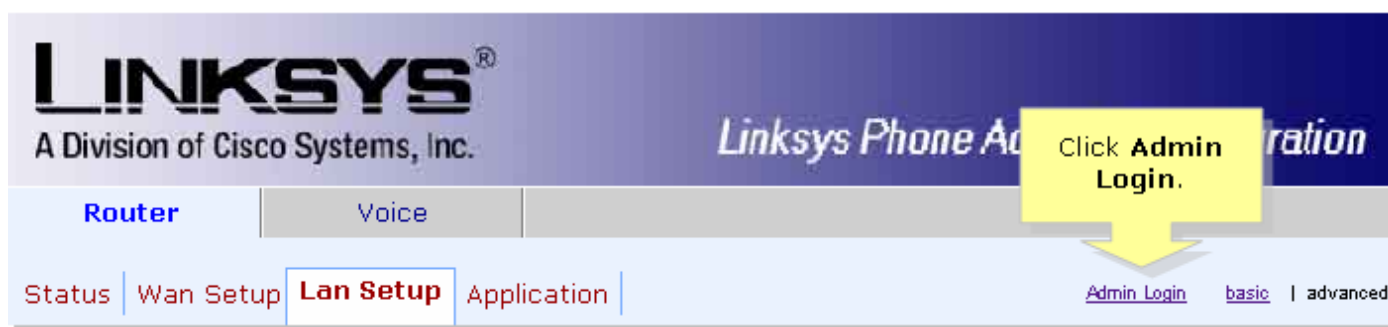 LINKSYS®
A Division of Cisco Systems, Inc.
Linksys Phone
ration
Click Admin
Login.
Router Voice
Status Wan Setup Lan Setup Application
Admin Login basic | advanced